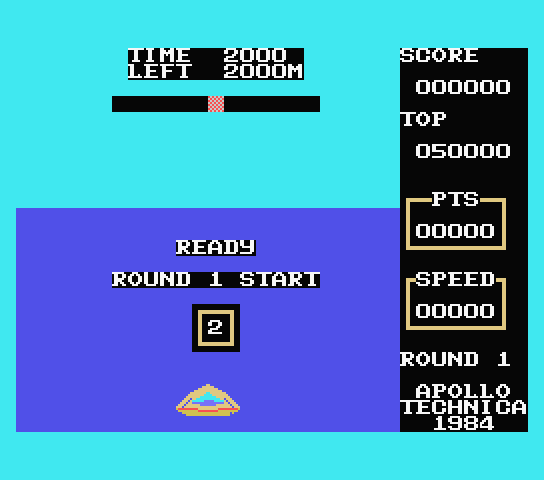 TIME 2000
LEFT 2000M
READY
ROUND 1 START
2
SCORE
000000
TOP
050000
PTS
00000
SPEED
00000
ROUND 1
APOLLO
TECHNICA
1984